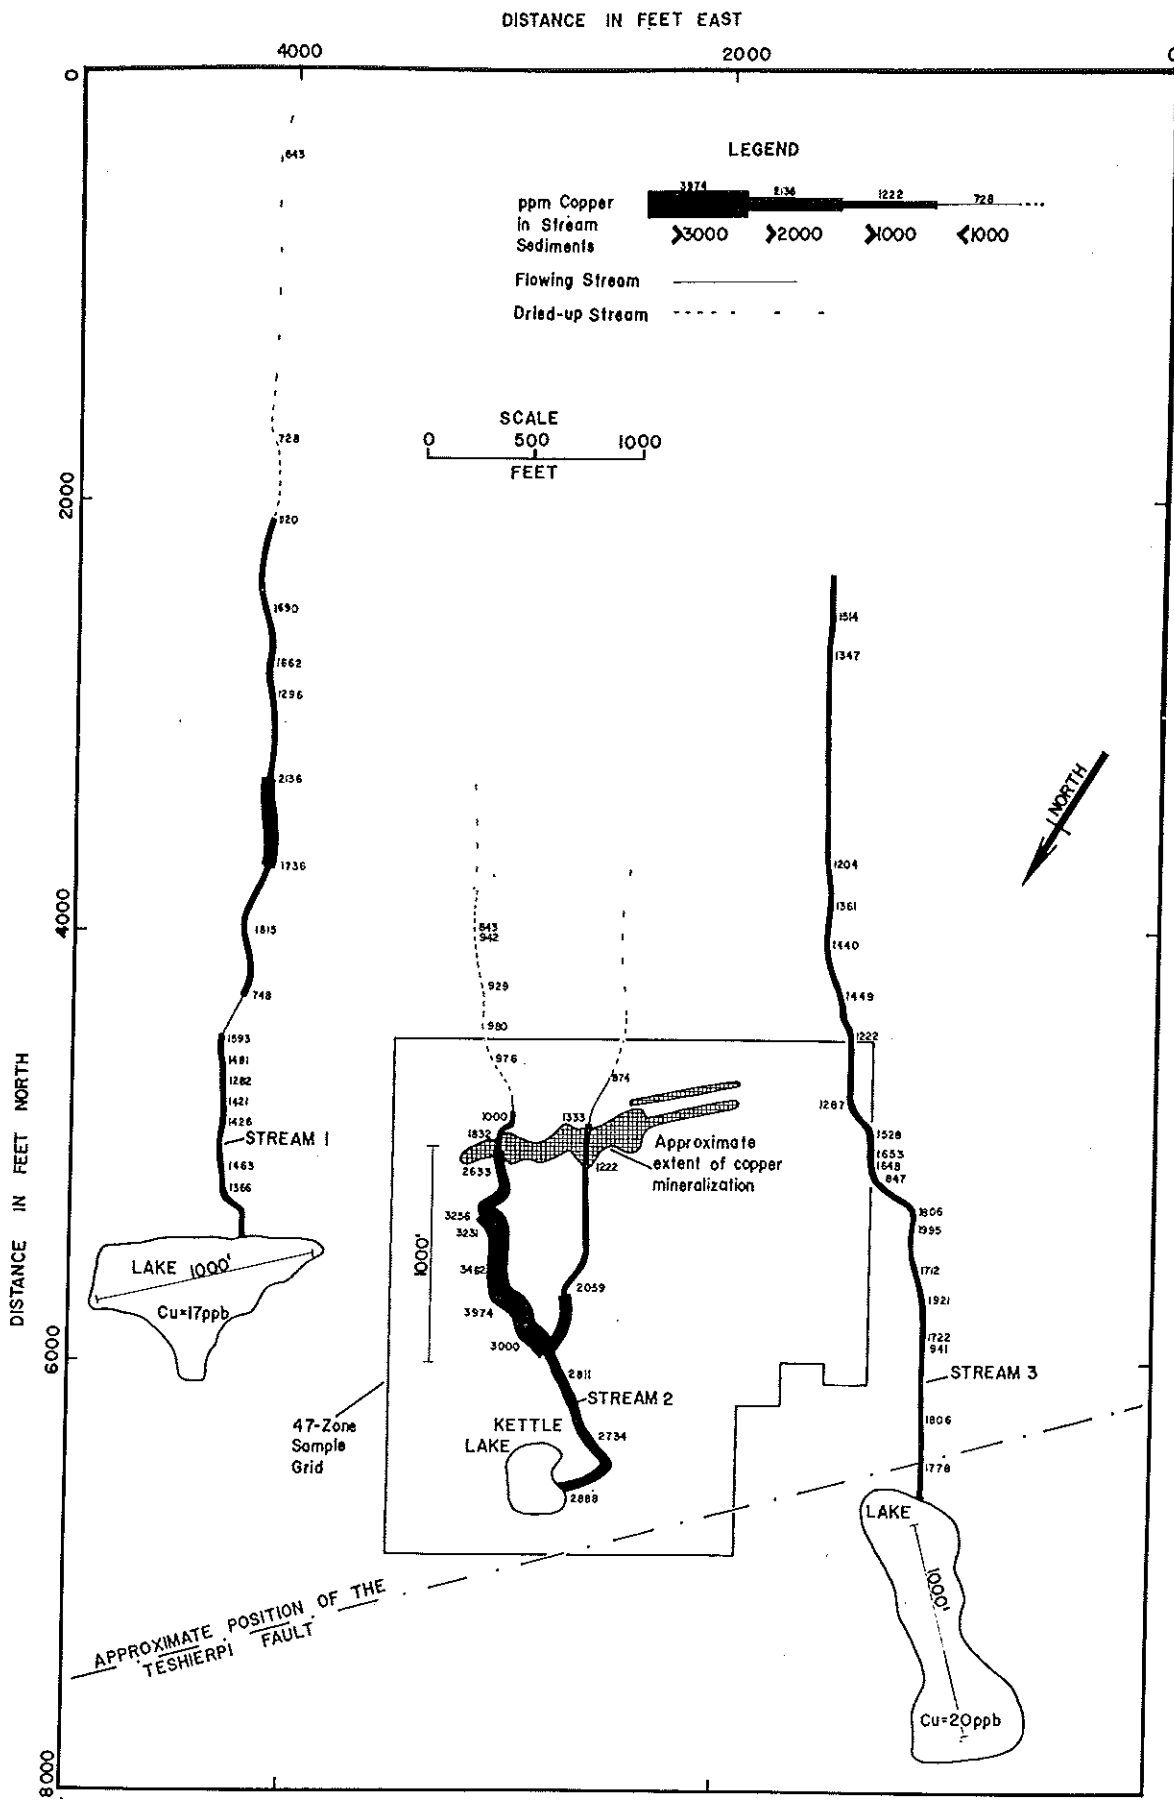 DISTANCE IN FEET EAST
4000
2000
0
0
643
LEGEND
3974
2136
1222
728
ppm Copper
in Stream
Sediments
>3000
>2000
>1000
<1000
Flowing Stream
Dried-up Stream
SCALE
0
500
1000
FEET
728
2000
920
1690
1662
1296
2136
1736
1815
748
1593
1481
1282
1421
1426
STREAM 1
1463
1366
LAKE 1000'
Cu=17ppb
1514
1347
1204
1361
1440
1449
1222
1287
1528
1653
1648
847
1806
1995
1712
1921
1722
941
STREAM 3
1806
1778
LAKE
1000'
Cu=20ppb
NORTH
4000
843
942
929
980
976
874
1000
1333
1832
2633
1222
Approximate
extent of copper
mineralization
3256
3231
3462
3974
3000
2059
1000'
2811
STREAM 2
2734
KETTLE
LAKE
2888
47-Zone
Sample
Grid
DISTANCE IN FEET NORTH
6000
APPROXIMATE POSITION OF THE
TESHIERPI FAULT
8000